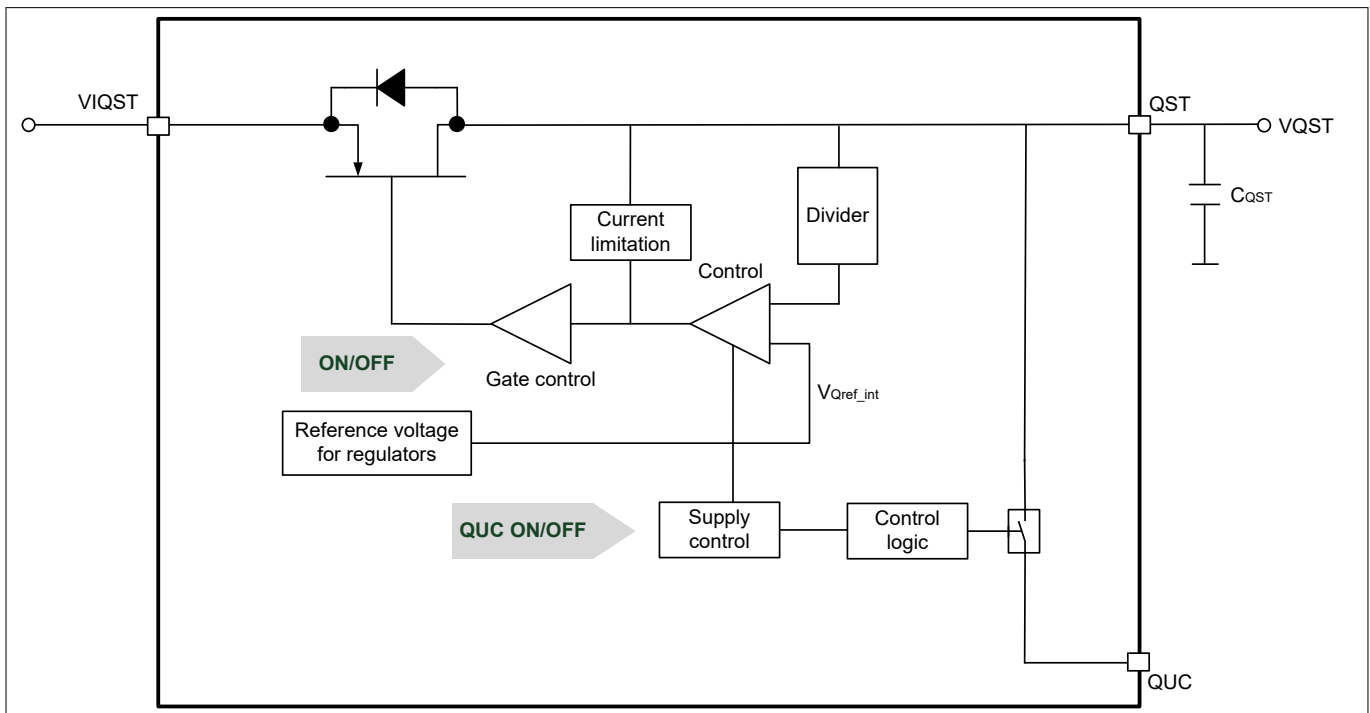 VIQST
QST
VQST
CQST
Current
limitation
Divider
Control
ON/OFF
Gate control
VQref_int
Reference voltage
for regulators
QUC ON/OFF
Supply
control
Control
logic
QUC